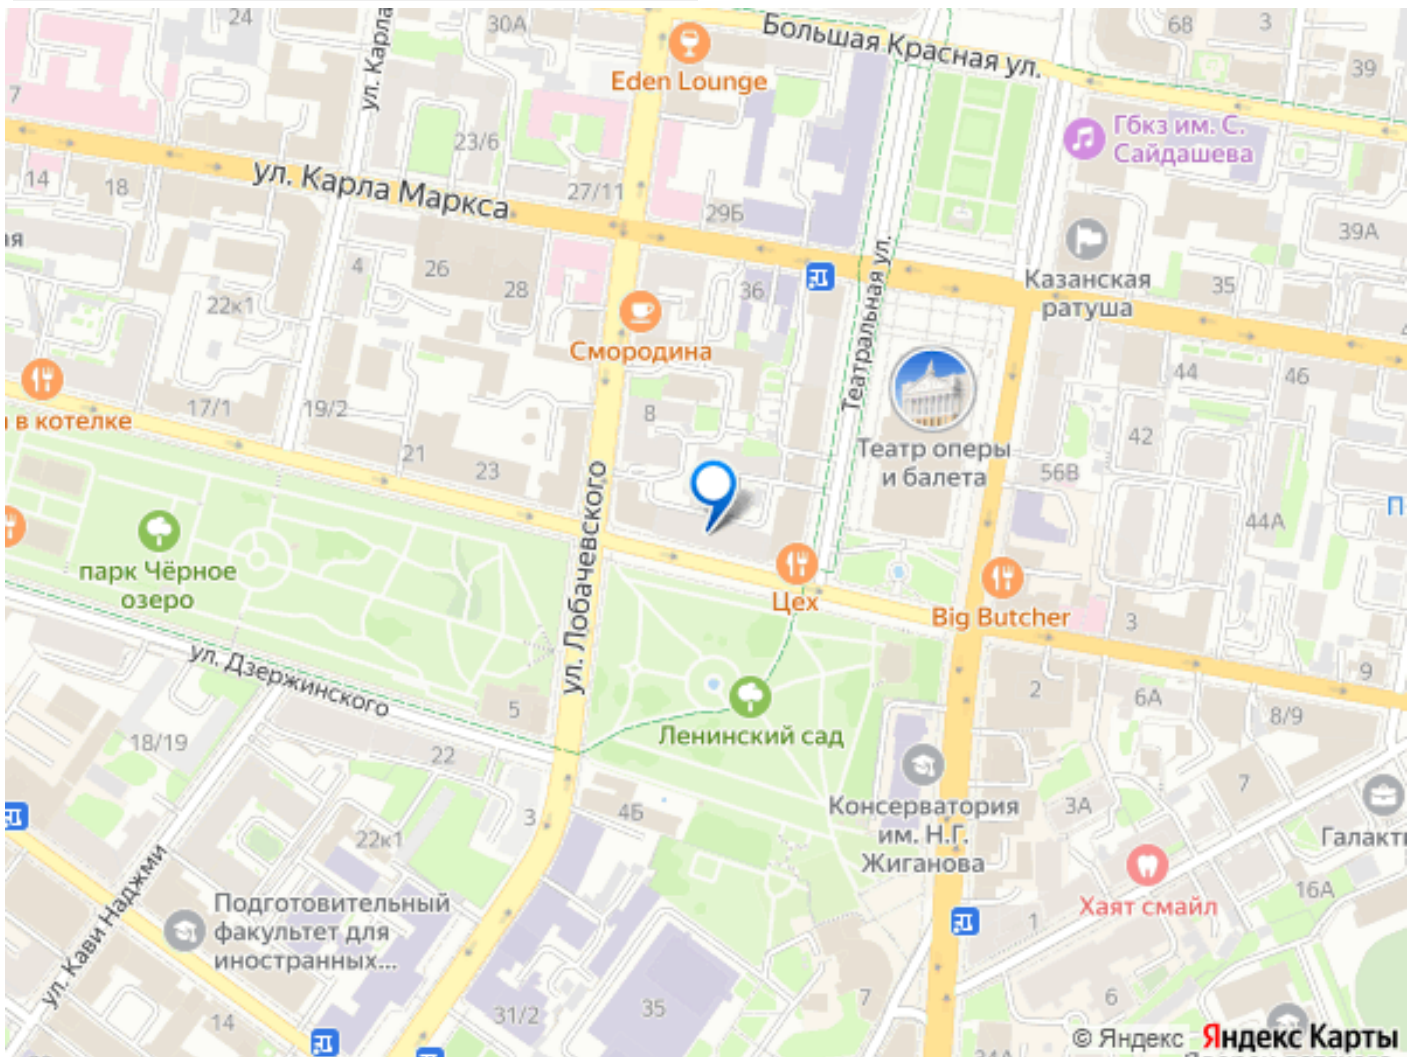 24
30А
Большая Красная ул.
68
3
39
Eden Lounge
ул. Карла
7
23/6
Гбкз им. С.
Сайдашева
14
18
ул. Карла Маркса
27/11
29Б
39А
ая
4
26
28
22к1
36
Театральная ул.
Казанская
ратуша
35
Смородина
44
46
в котелке
17/1
19/2
8
21
23
Театр оперы
и балета
42
56В
44А
П
ул. Лобачевского
парк Чёрное
озеро
Цех
Big Butcher
3
ул. Дзержинского
5
2
6А
9
8/9
Ленинский сад
18/19
22
3
4Б
22к1
Консерватория
им. Н.Г.
Жиганова
3А
7
Галакти
ул. Кави Наджми
Подготовительный
факультет для
иностранных...
Хаят смайл
16А
1
14
31/2
35
7
6
24А
© Яндекс Яндекс Карты